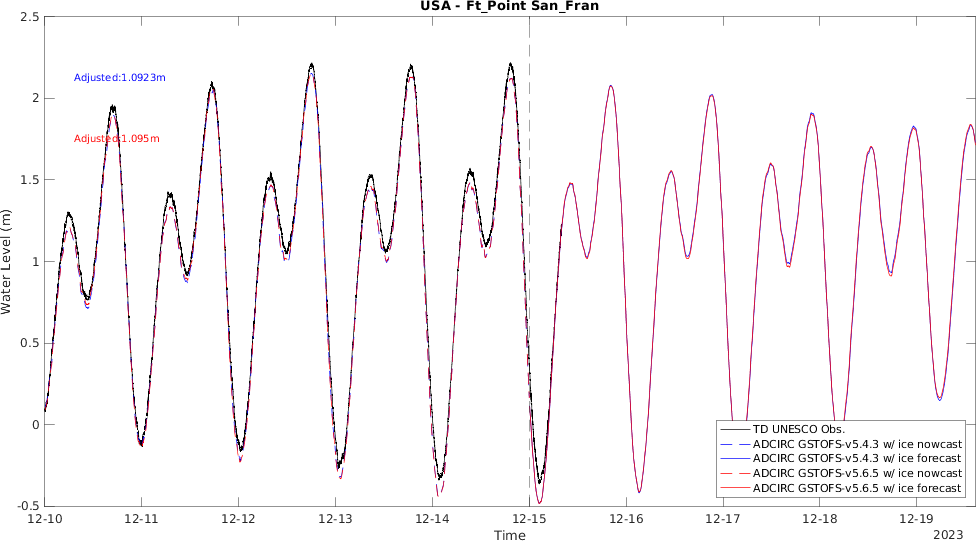 USA - Ft_Point San_Fran
2.5
2
1.5
1
0.5
0
-0.5
Water Level (m)
Adjusted:1.0923m
Adjusted:1.095m
TD UNESCO Obs.
ADCIRC GSTOFS-v5.4.3 w/ ice nowcast
ADCIRC GSTOFS-v5.4.3 w/ ice forecast
ADCIRC GSTOFS-v5.6.5 w/ ice nowcast
ADCIRC GSTOFS-v5.6.5 w/ ice forecast
12-10 12-11 12-12 12-13 12-14 12-15 12-16 12-17 12-18 12-19
Time
2023